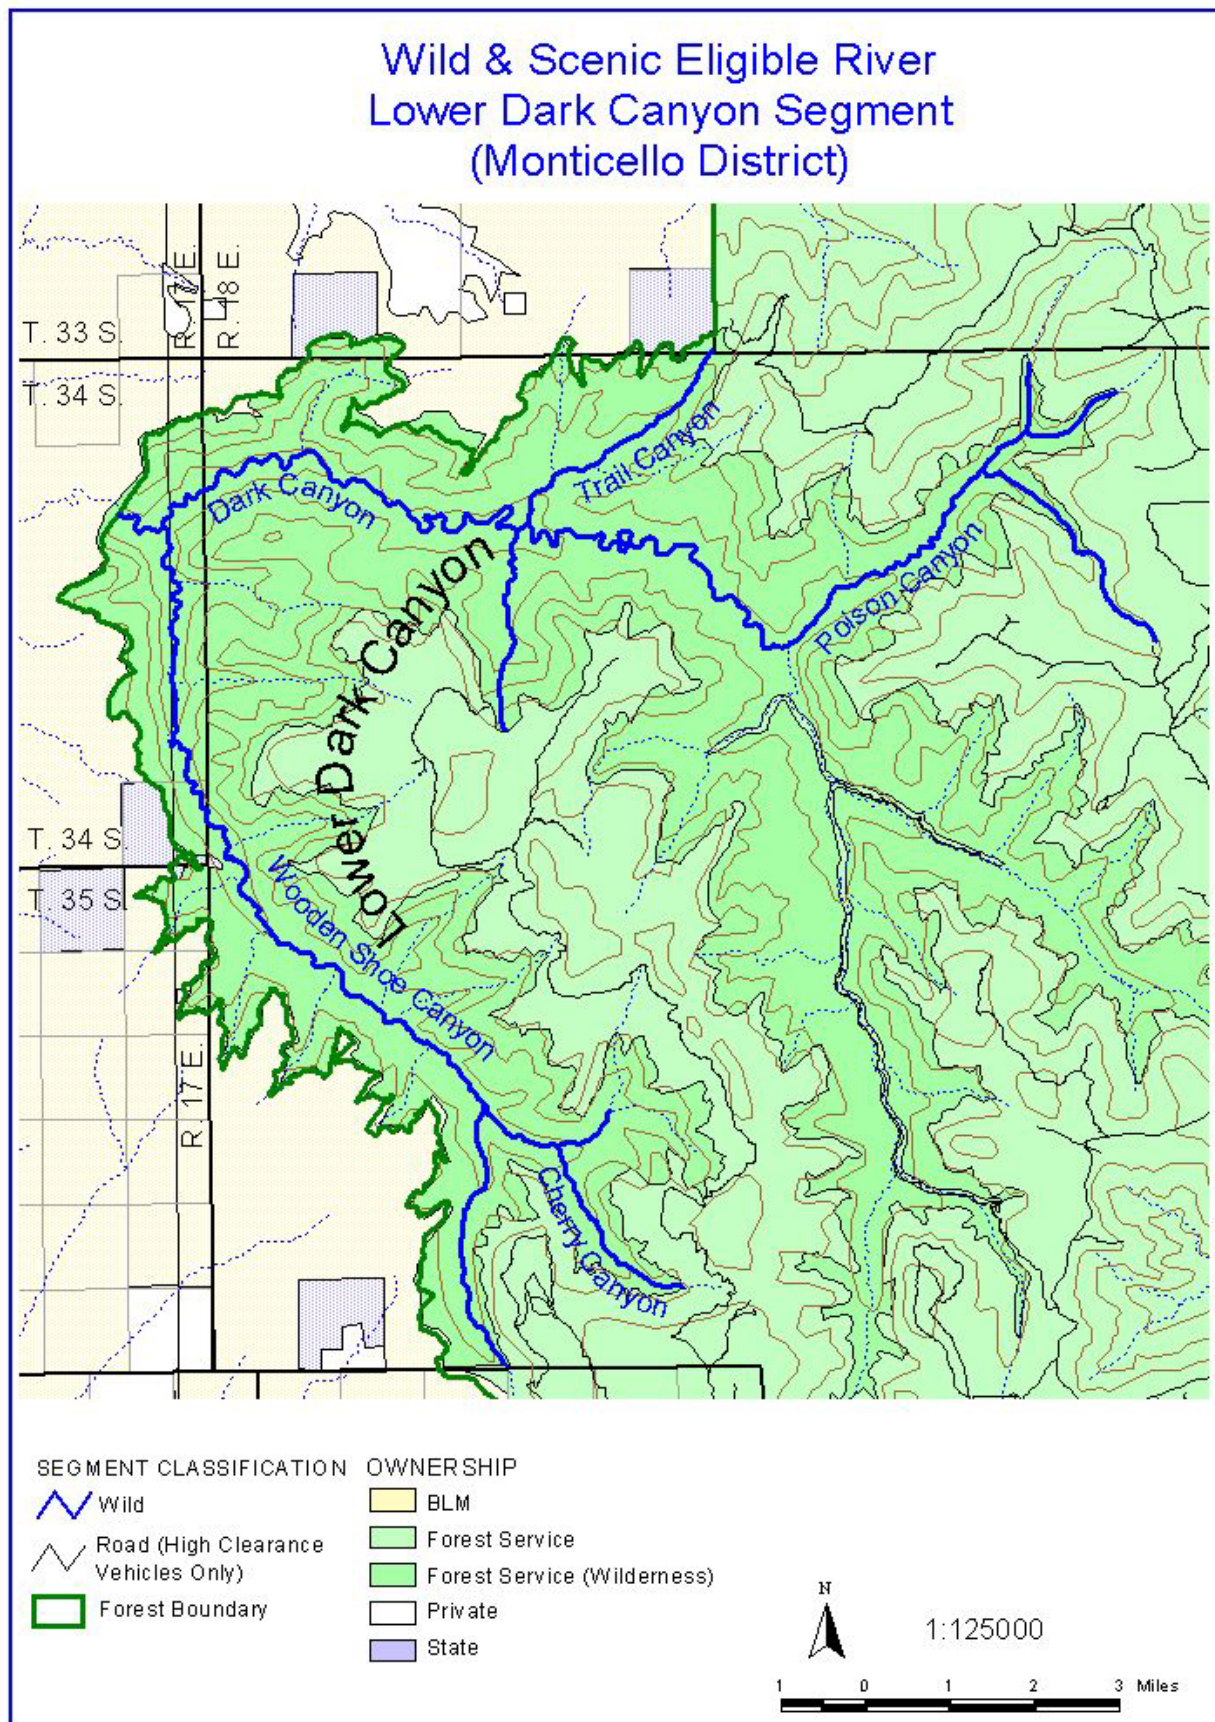 Wild & Scenic Eligible River
Lower Dark Canyon Segment
(Monticello District)
R. 17 E.
R. 18 E.
T. 33 S.
T. 34 S.
Dark Canyon
Trail Canyon
Poison Canyon
Lower Dark Canyon
T. 34 S.
T. 35 S.
Wooden Shoe Canyon
R 17 E.
Cherry Canyon
SEGMENT CLASSIFICATION
Wild
Road (High Clearance
Vehicles Only)
Forest Boundary
OWNERSHIP
BLM
Forest Service
Forest Service (Wilderness)
Private
State
N
1:125000
1 0 1 2 3 Miles